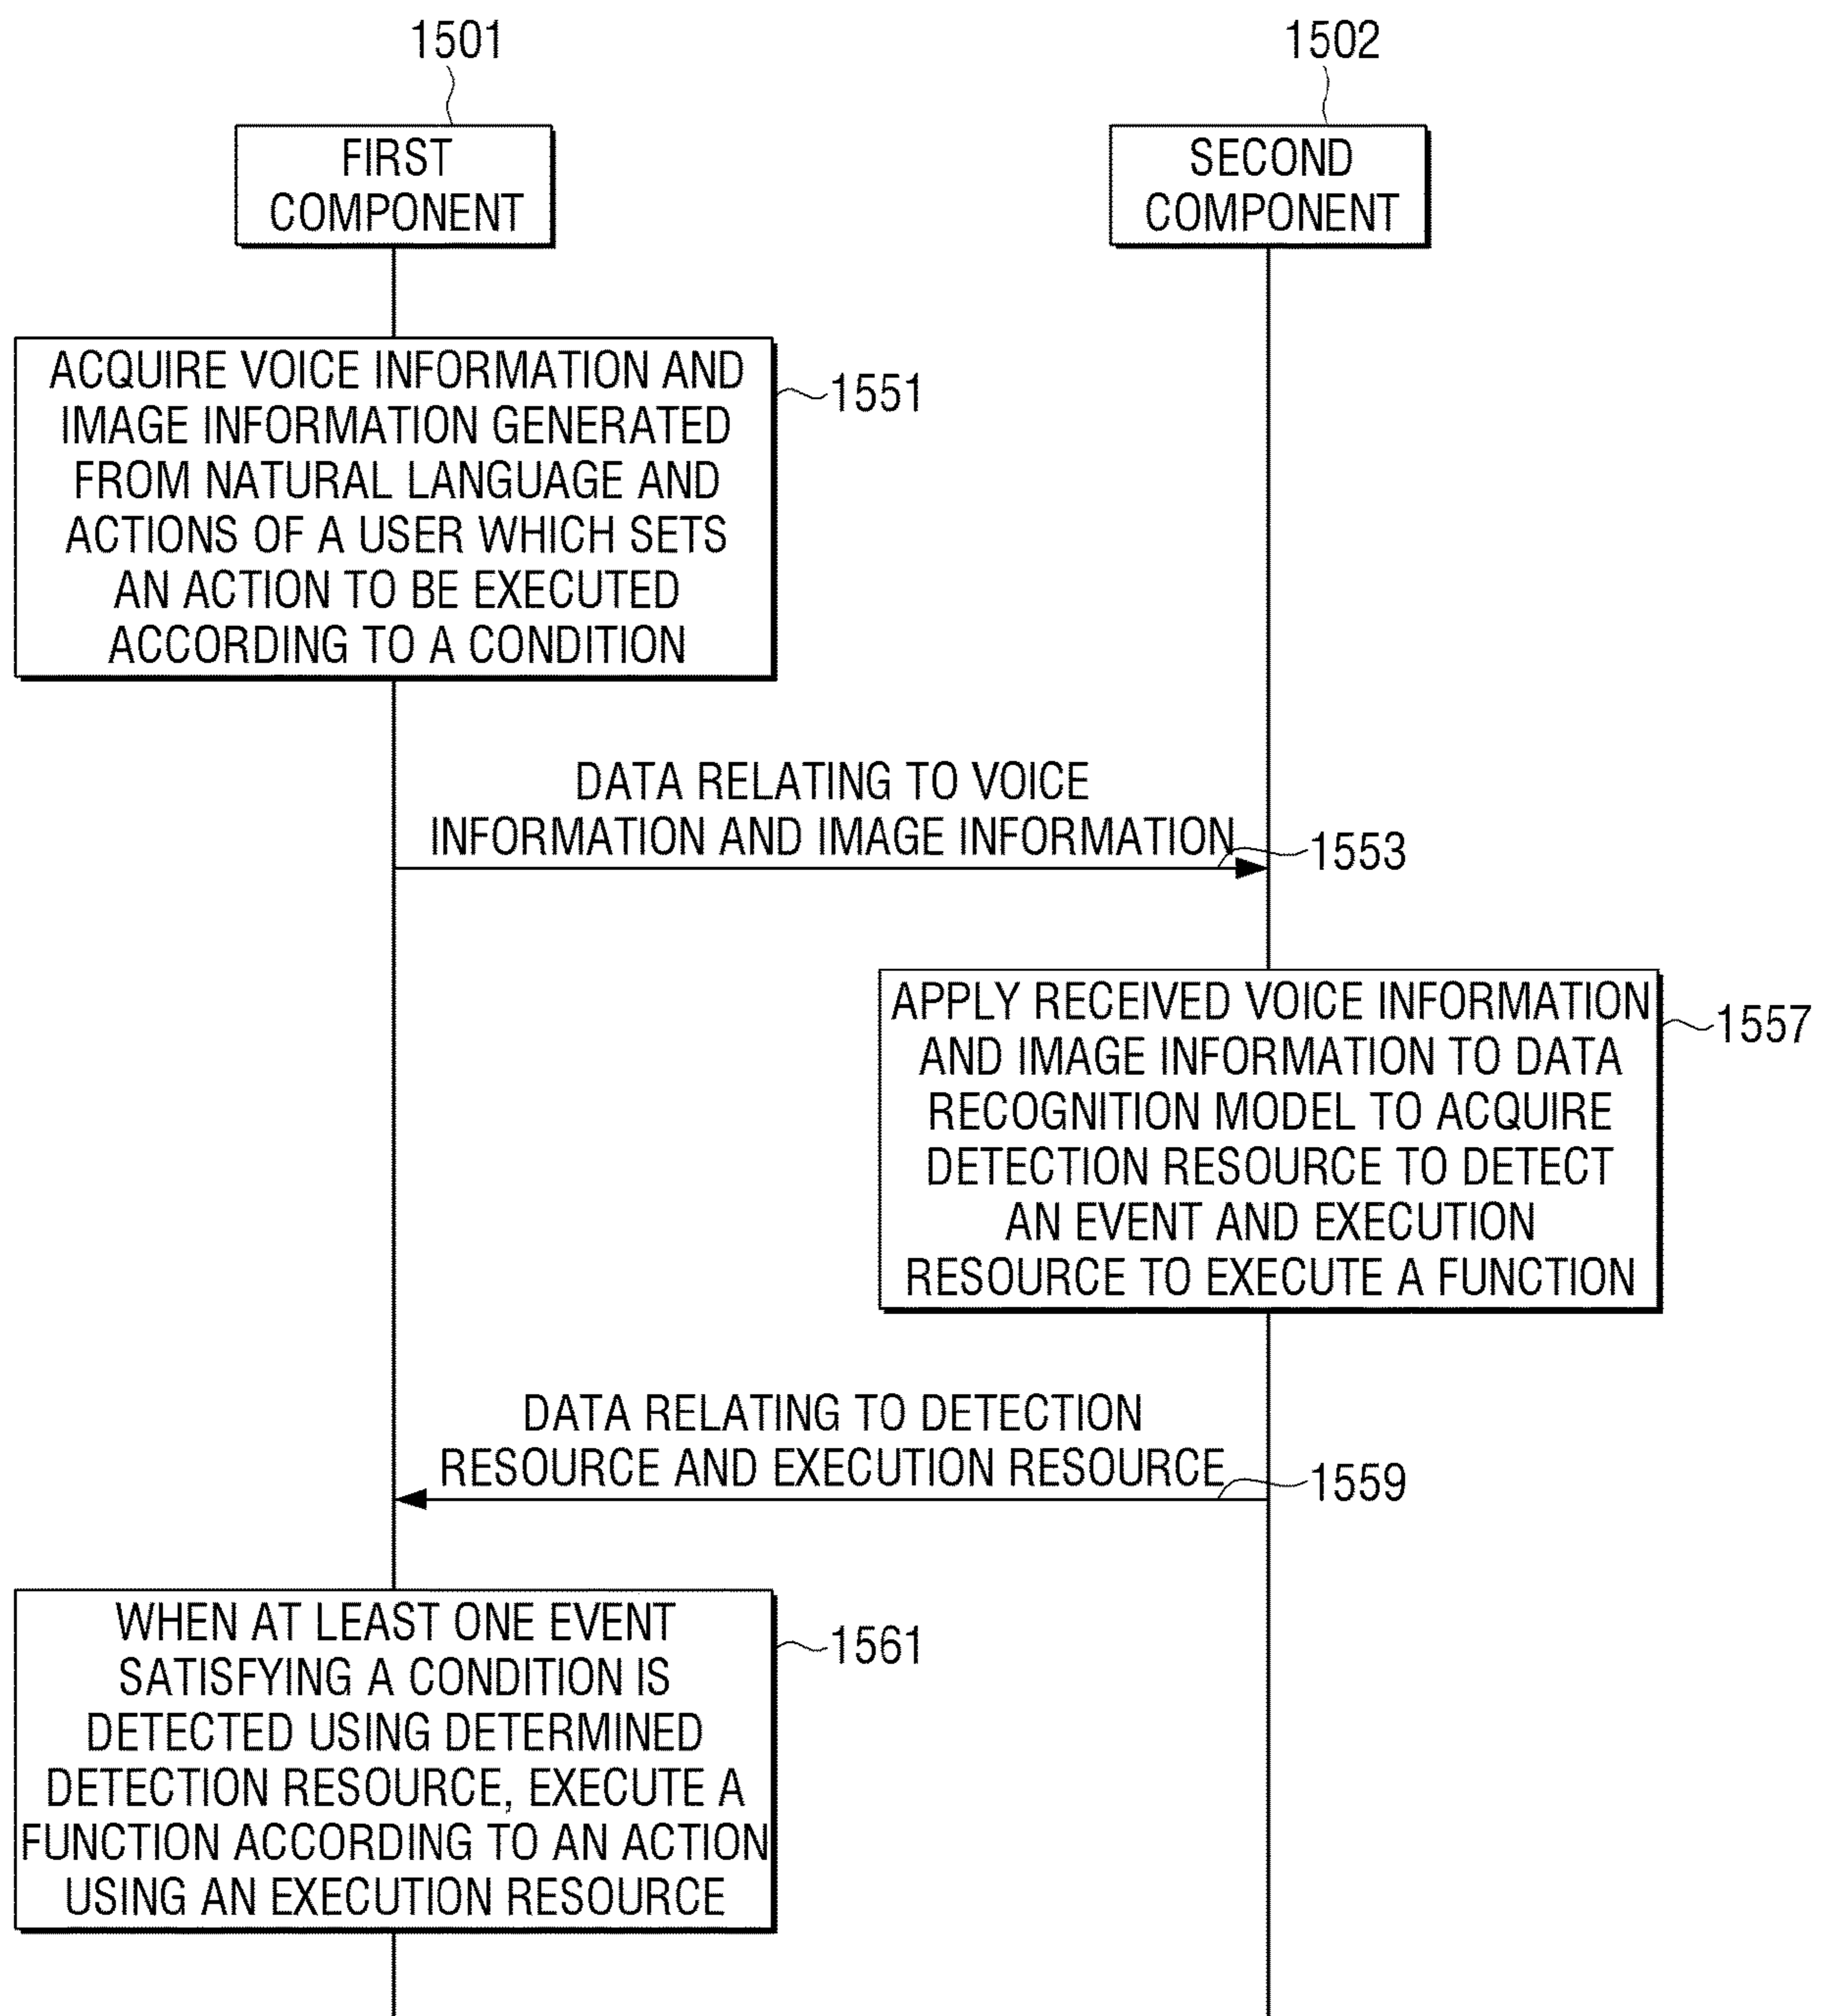 1501
1502
FIRST
COMPONENT
SECOND
COMPONENT
ACQUIRE VOICE INFORMATION AND
IMAGE INFORMATION GENERATED
FROM NATURAL LANGUAGE AND
ACTIONS OF A USER WHICH SETS
AN ACTION TO BE EXECUTED
ACCORDING TO A CONDITION
1551
DATA RELATING TO VOICE
INFORMATION AND IMAGE INFORMATION
1553
APPLY RECEIVED VOICE INFORMATION
AND IMAGE INFORMATION TO DATA
RECOGNITION MODEL TO ACQUIRE
DETECTION RESOURCE TO DETECT
AN EVENT AND EXECUTION
RESOURCE TO EXECUTE A FUNCTION
1557
DATA RELATING TO DETECTION
RESOURCE AND EXECUTION RESOURCE
1559
WHEN AT LEAST ONE EVENT
SATISFYING A CONDITION IS
DETECTED USING DETERMINED
DETECTION RESOURCE, EXECUTE A
FUNCTION ACCORDING TO AN ACTION
USING AN EXECUTION RESOURCE
1561